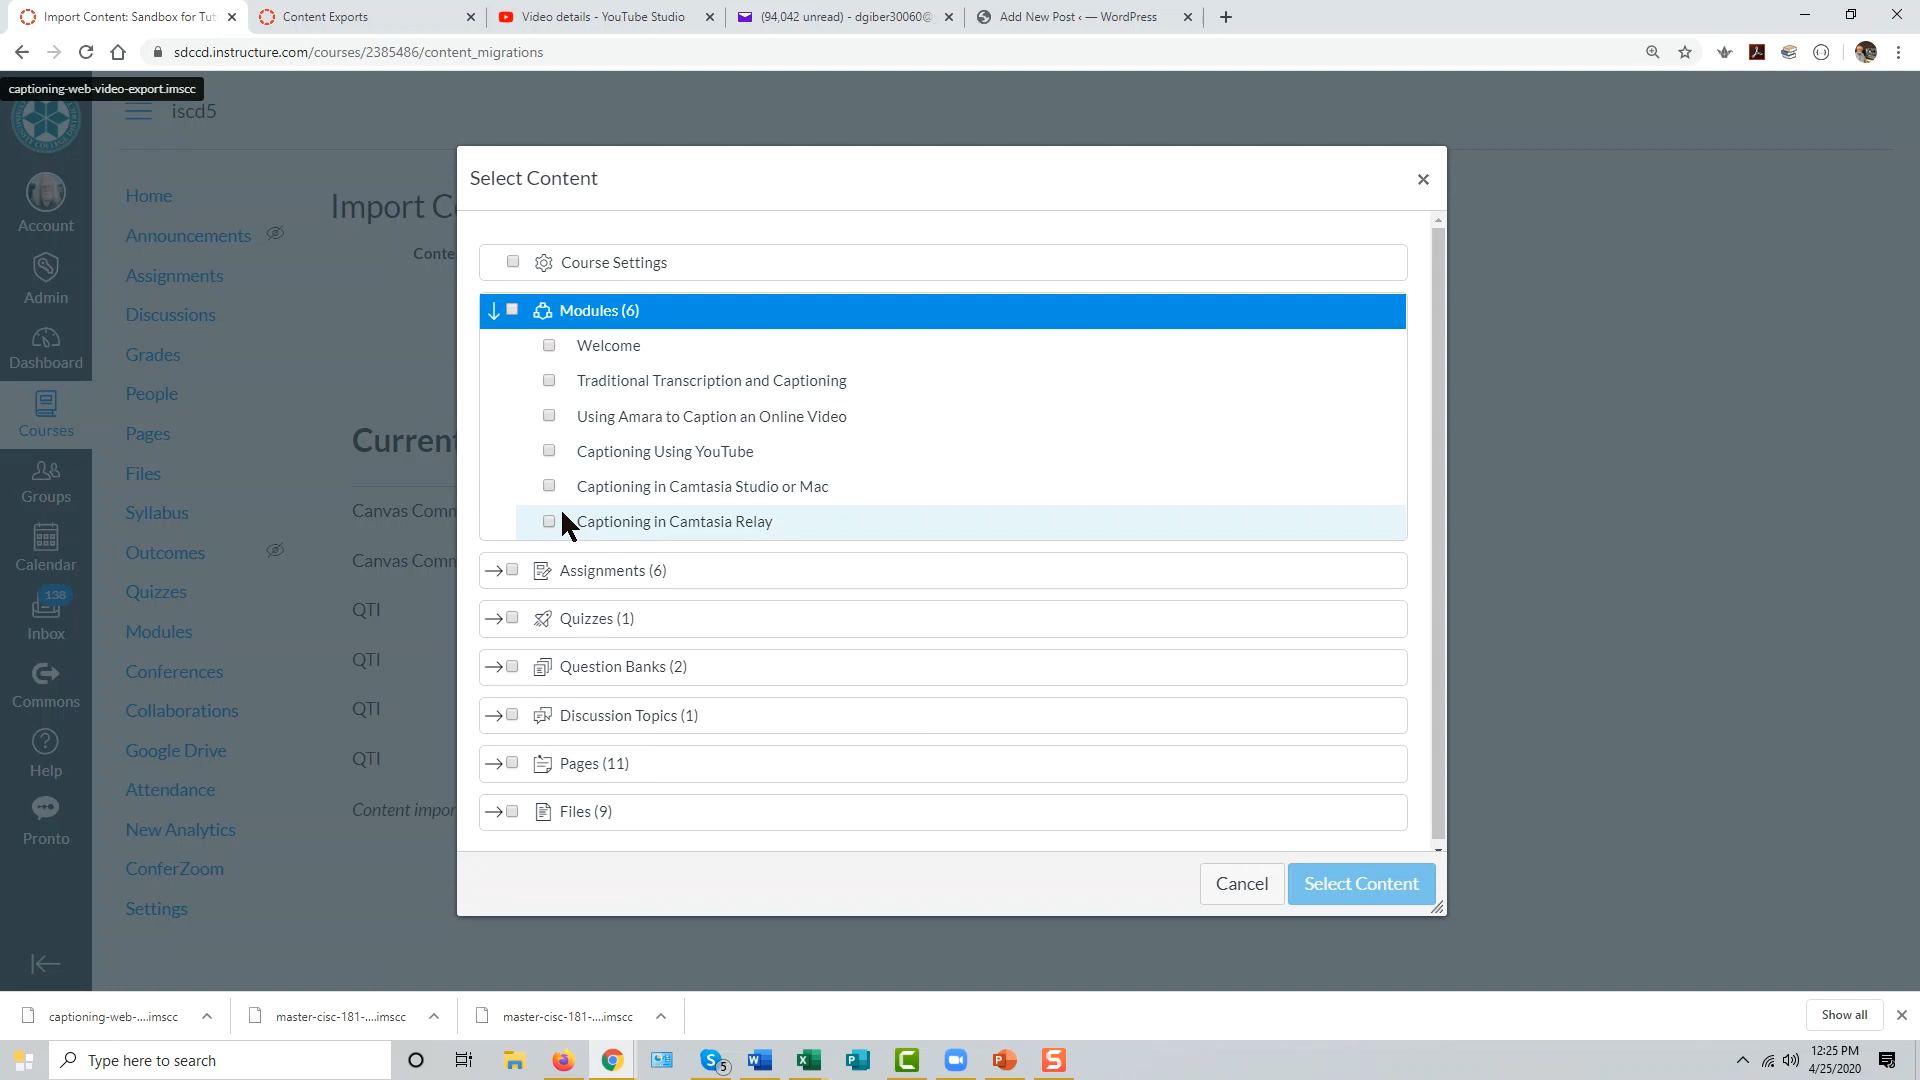 Import Content: Sandbox for Tut
Content Exports
Video details - YouTube Studio
(94,042 unread) - dgiber30060@
Add New Post ‹ — WordPress
sdccd.instructure.com/courses/2385486/content_migrations
captioning-web-video-export.imscc
iscd5
Account
Admin
Dashboard
Courses
Groups
Calendar
138
Inbox
Commons
Help
Pronto
Home
Announcements
Assignments
Discussions
Grades
People
Pages
Files
Syllabus
Outcomes
Quizzes
Modules
Conferences
Collaborations
Google Drive
Attendance
New Analytics
ConferZoom
Settings
Import C
Conte
Current
Canvas Comm
Canvas Comm
QTI
QTI
QTI
QTI
Content impor
Select Content
Course Settings
Modules (6)
Welcome
Traditional Transcription and Captioning
Using Amara to Caption an Online Video
Captioning Using YouTube
Captioning in Camtasia Studio or Mac
Captioning in Camtasia Relay
Assignments (6)
Quizzes (1)
Question Banks (2)
Discussion Topics (1)
Pages (11)
Files (9)
Cancel
Select Content
captioning-web-....imscc
master-cisc-181-....imscc
master-cisc-181-....imscc
Show all
Type here to search
5
12:25 PM
4/25/2020